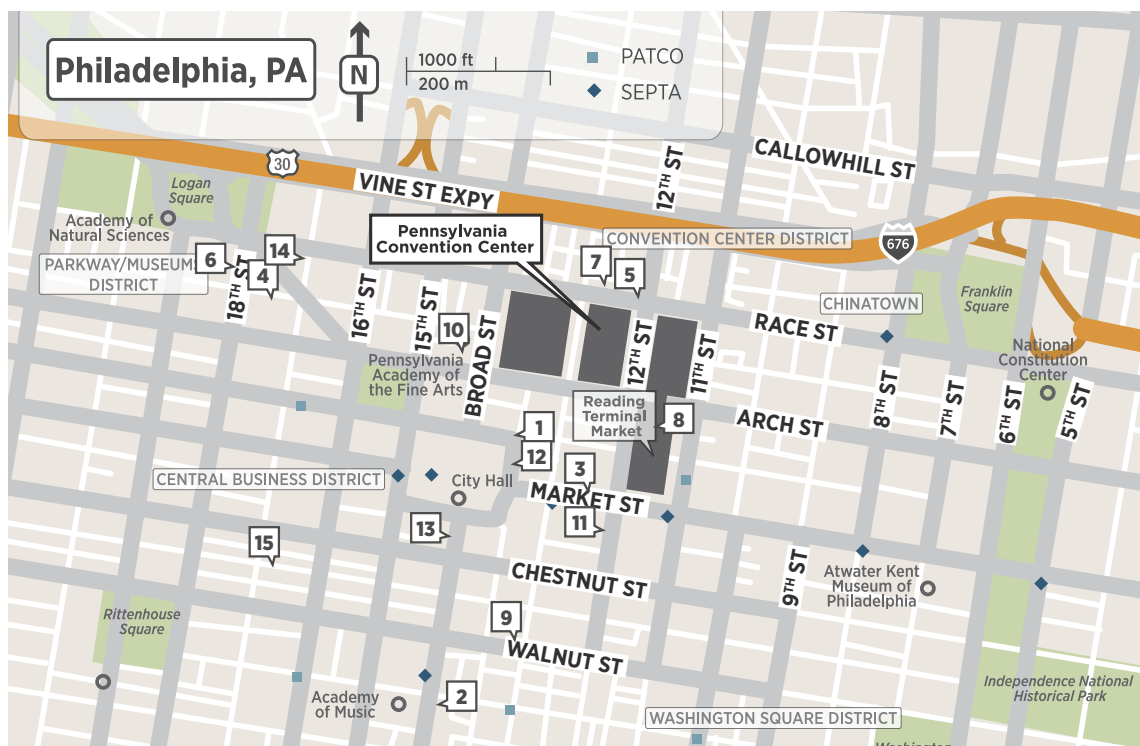 Philadelphia, PA
N
1000 ft
200 m
PATCO
SEPTA
30
VINE ST EXPY
12TH ST
CALLOWHILL ST
Logan
Square
Academy of
Natural Sciences
Pennsylvania
Convention Center
CONVENTION CENTER DISTRICT
676
PARKWAY/MUSEUMS
DISTRICT
6
4
14
7
5
18TH ST
16TH ST
15TH ST
10
BROAD ST
12TH ST
11TH ST
RACE ST
CHINATOWN
Franklin
Square
National
Constitution
Center
Pennsylvania
Academy of
the Fine Arts
Reading
Terminal
Market
8
ARCH ST
8TH ST
7TH ST
6TH ST
5TH ST
1
12
3
CENTRAL BUSINESS DISTRICT
City Hall
MARKET ST
13
11
15
CHESTNUT ST
9TH ST
Atwater Kent
Museum of
Philadelphia
Rittenhouse
Square
9
WALNUT ST
Academy
of Music
2
WASHINGTON SQUARE DISTRICT
Independence National
Historical Park
Washington